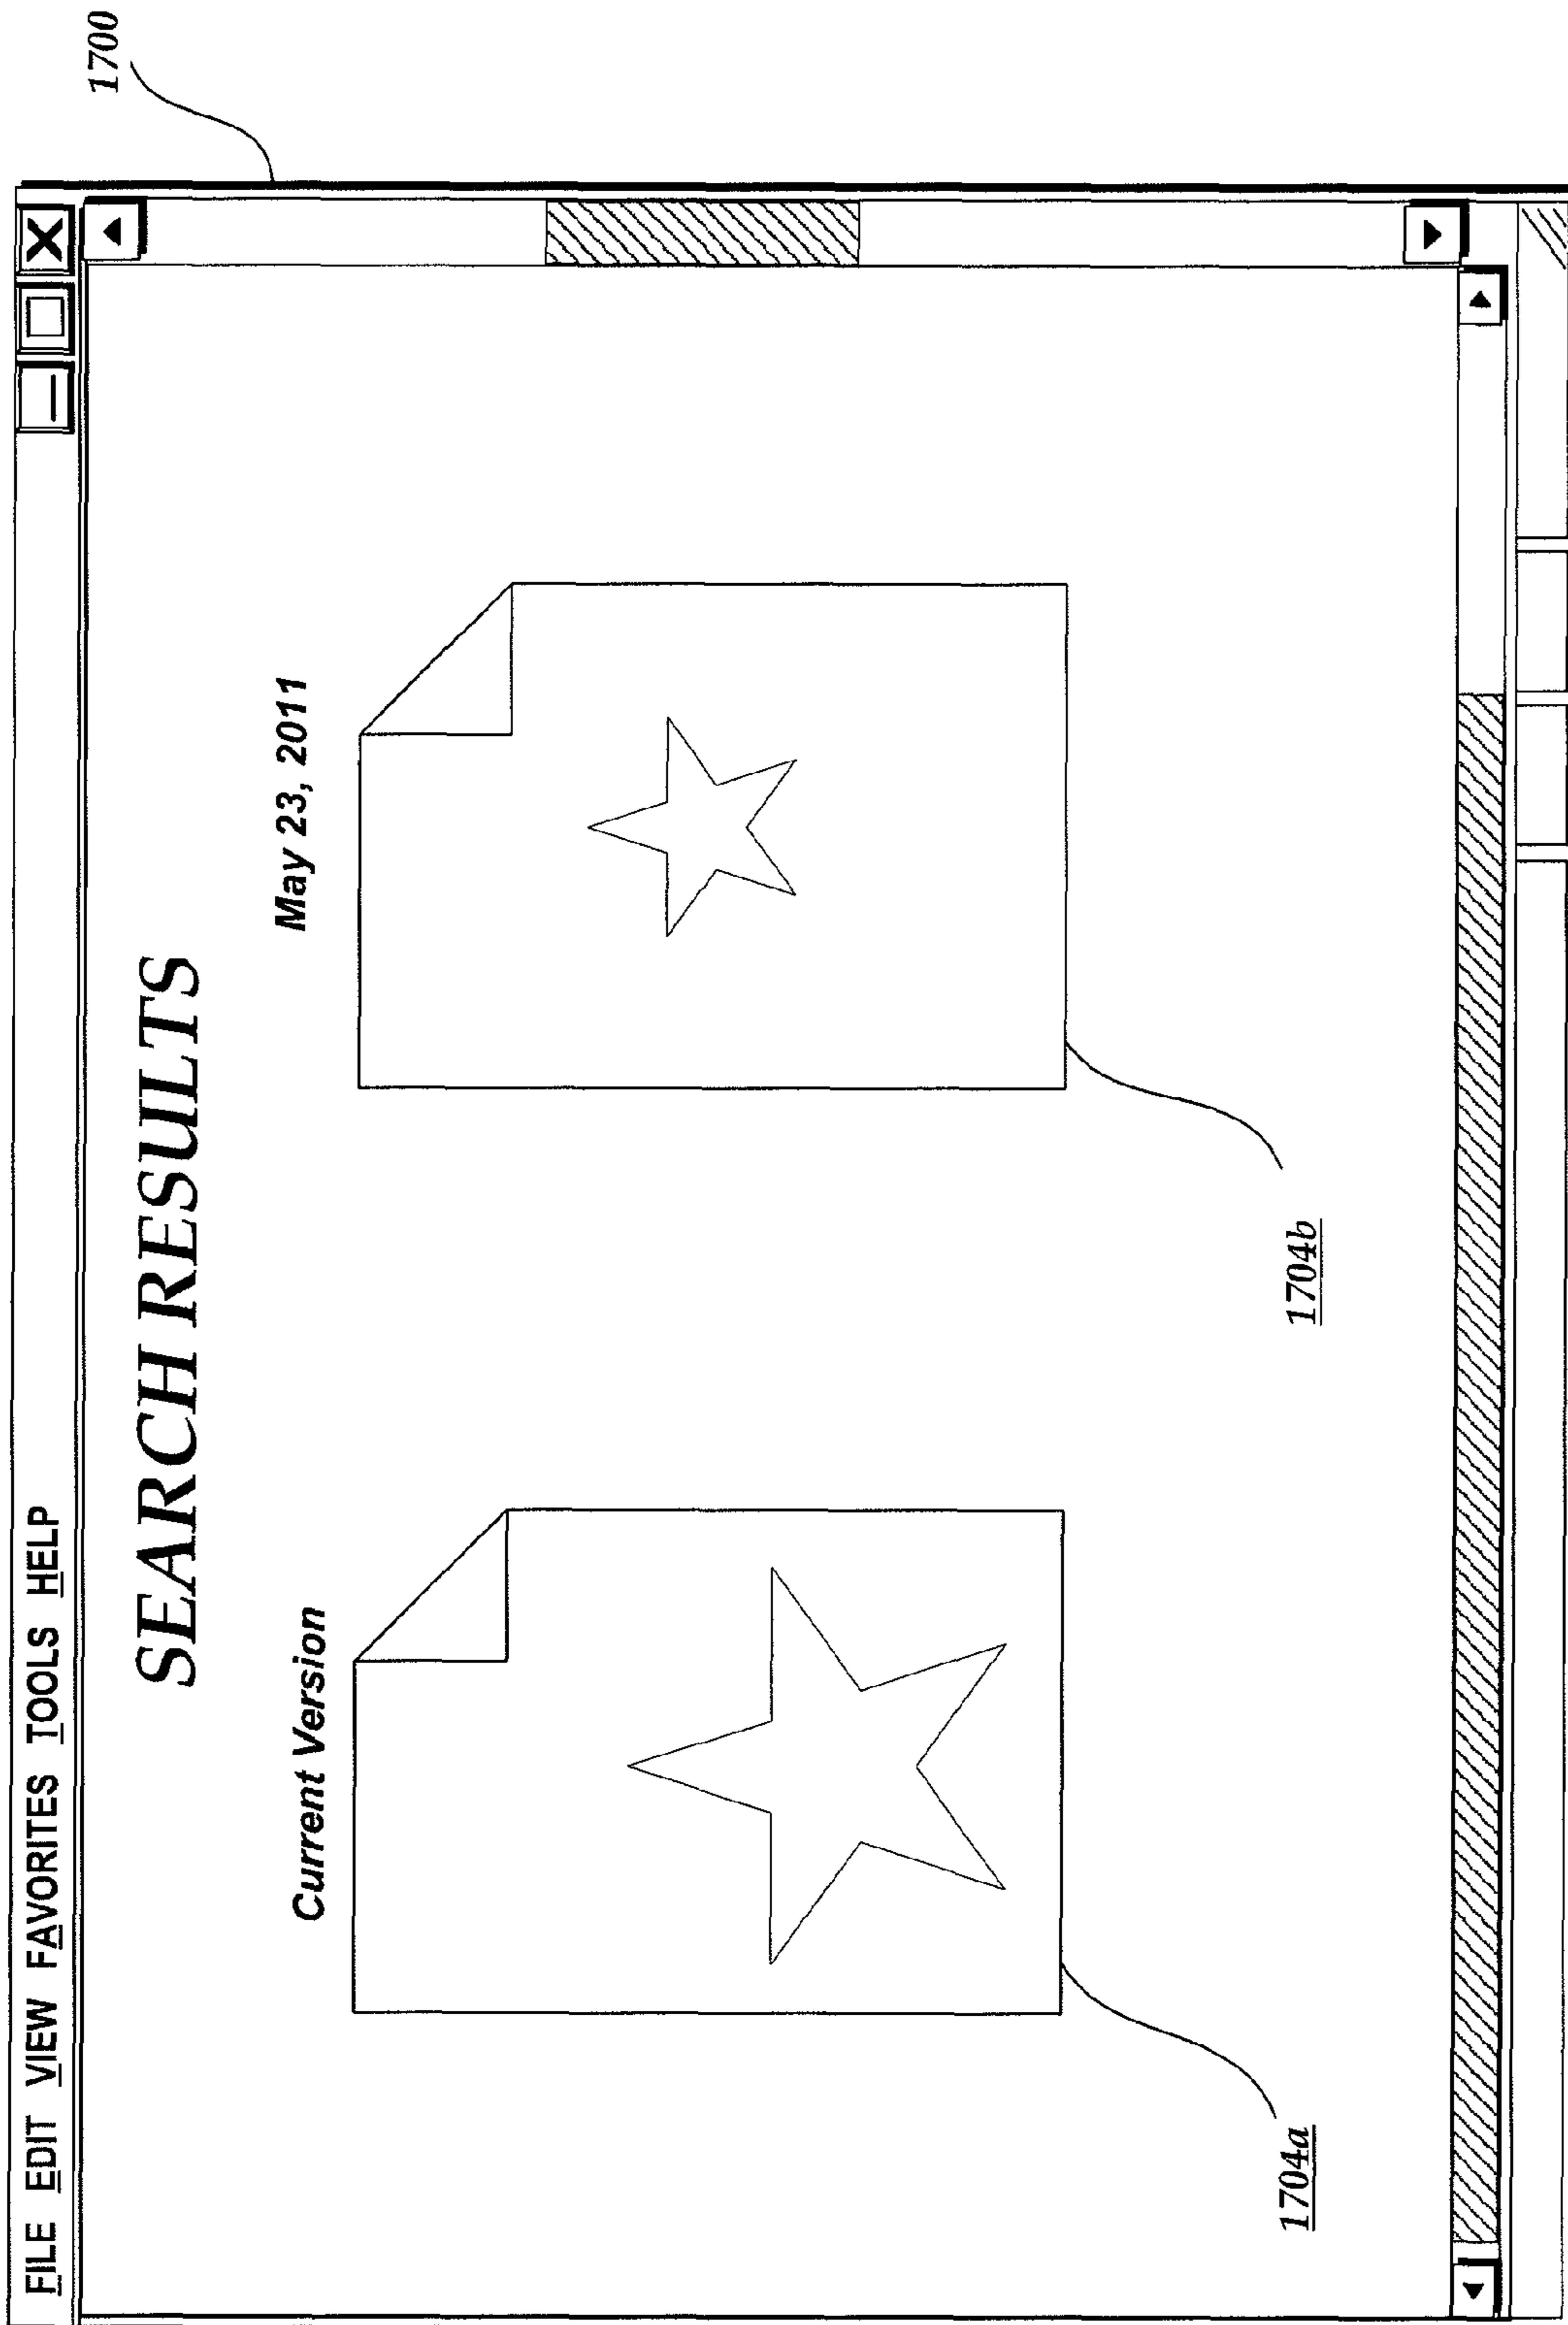 1700
FILE EDIT VIEW FAVORITES TOOLS HELP
SEARCH RESULTS
Current Version
May 23, 2011
1704a
1704b